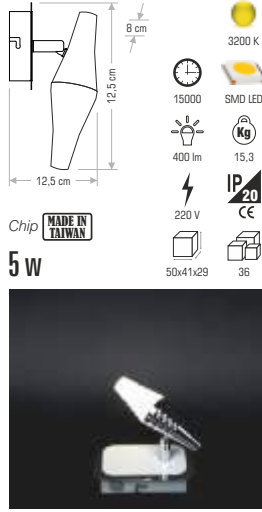 8 cm
12,5 cm
12,5 cm
3200 K
15000
SMD LED
400 lm
Kg
15,3
220 V
IP
20
CE
50x41x29
36
Chip MADE IN
TAIWAN
5 W